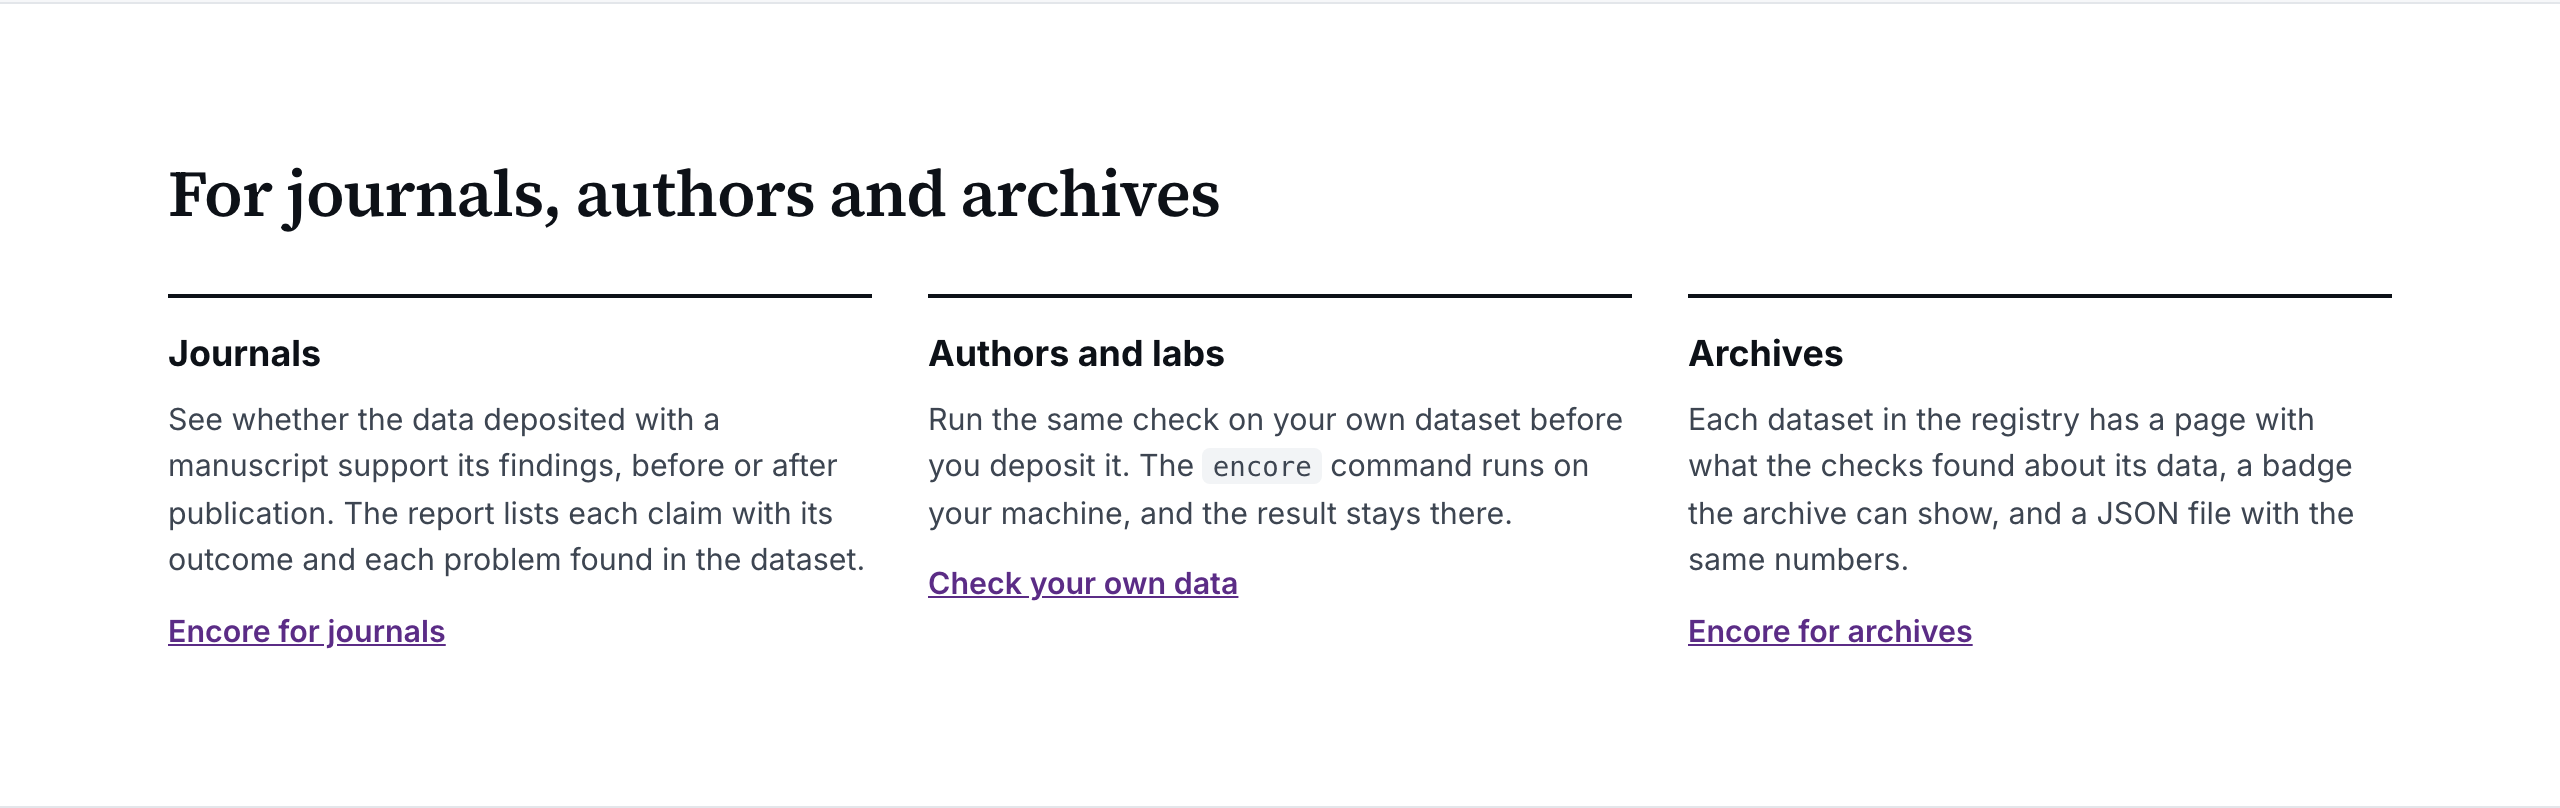 For journals, authors and archives
Journals
See whether the data deposited with a
manuscript support its findings, before or after
publication. The report lists each claim with its
outcome and each problem found in the dataset.
Encore for journals
Authors and labs
Run the same check on your own dataset before
you deposit it. The encore command runs on
your machine, and the result stays there.
Check your own data
Archives
Each dataset in the registry has a page with
what the checks found about its data, a badge
the archive can show, and a JSON file with the
same numbers.
Encore for archives